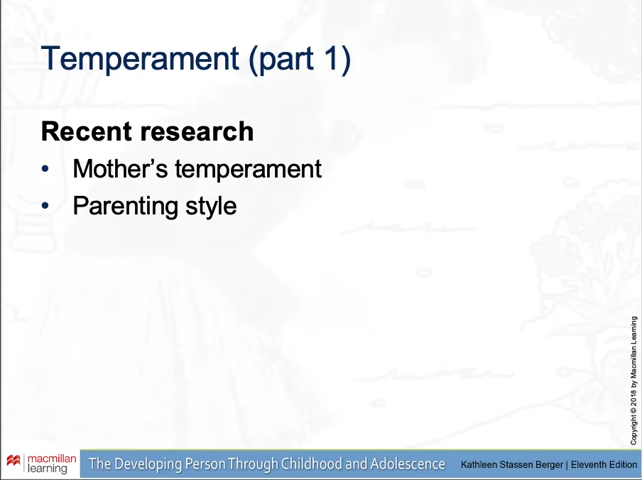 Temperament (part 1)
Recent research
• Mother’s temperament
• Parenting style
Copyright © 2018 by Macmillan Learning
macmillan
learning
The Developing Person Through Childhood and Adolescence
Kathleen Stassen Berger | Eleventh Edition